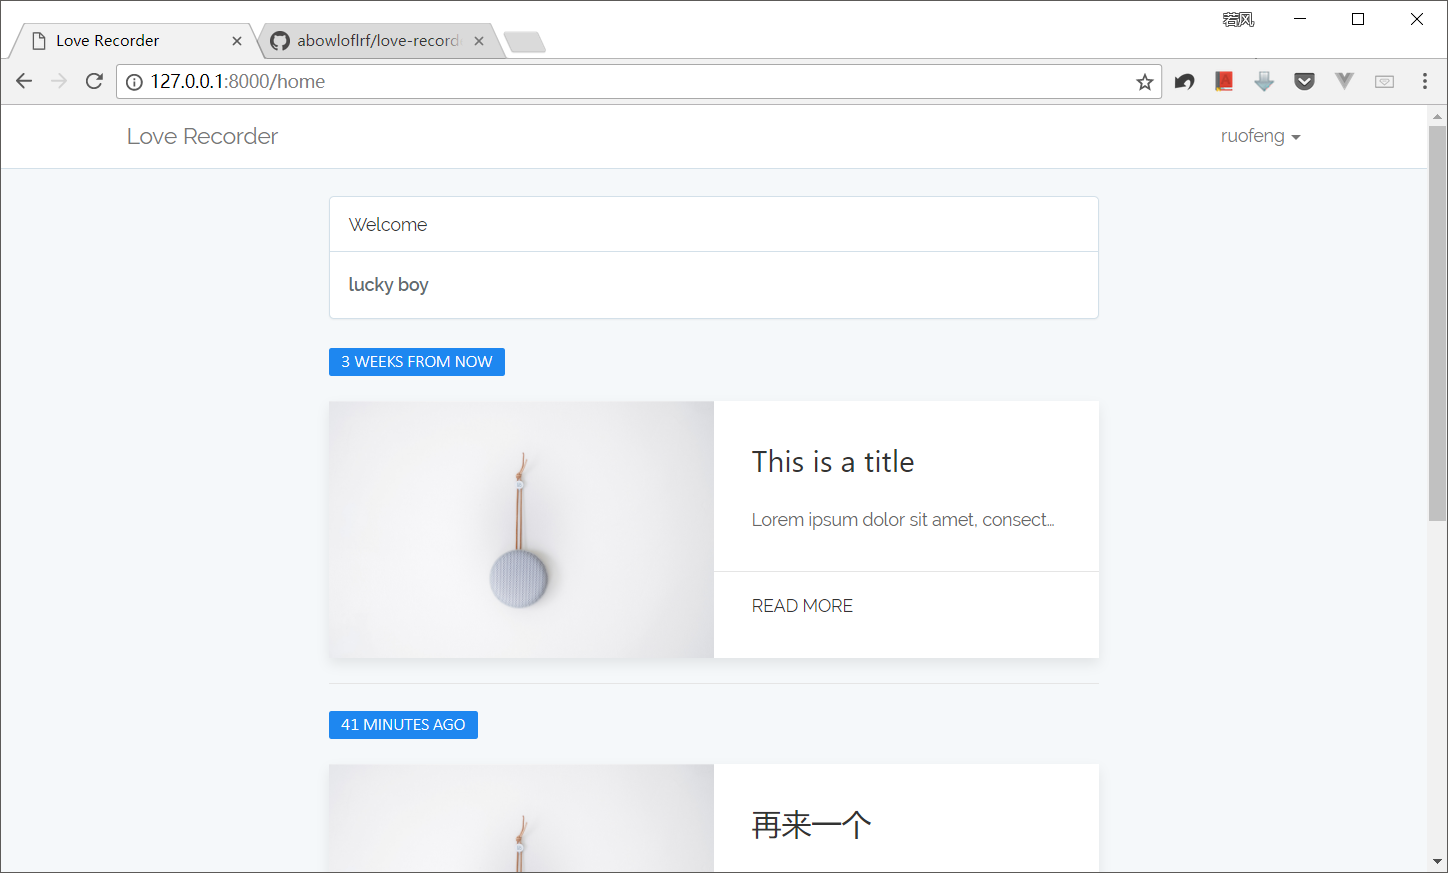 若风
Love Recorder
abowloflrf/love-recorde
127.0.0.1:8000/home
Love Recorder
ruofeng
Welcome
lucky boy
3 WEEKS FROM NOW
This is a title
Lorem ipsum dolor sit amet, consect...
READ MORE
41 MINUTES AGO
再来一个